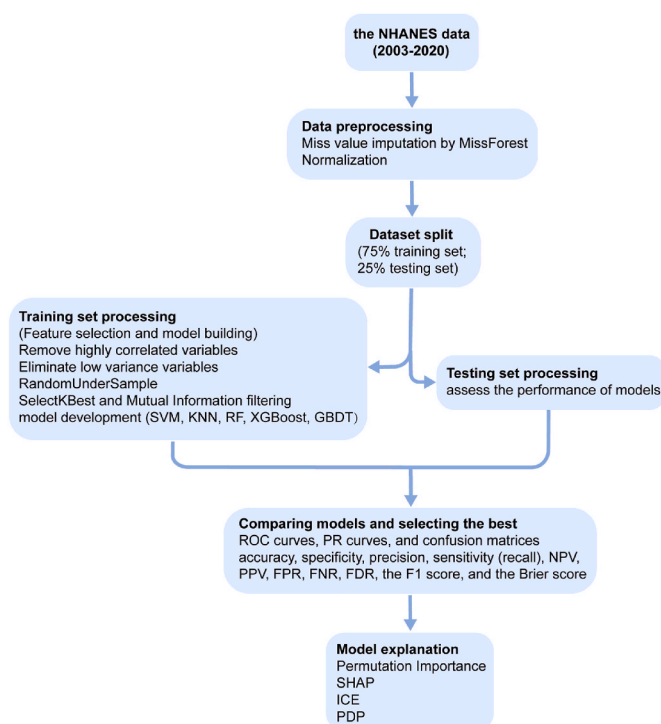 the NHANES data
(2003-2020)
Data preprocessing
Miss value imputation by MissForest
Normalization
Dataset split
(75% training set;
25% testing set)
Training set processing
(Feature selection and model building)
Remove highly correlated variables
Eliminate low variance variables
RandomUnderSample
SelectKBest and Mutual Information filtering
model development (SVM, KNN, RF, XGBoost, GBDT)
Testing set processing
assess the performance of models
Comparing models and selecting the best
ROC curves, PR curves, and confusion matrices
accuracy, specificity, precision, sensitivity (recall), NPV,
PPV, FPR, FNR, FDR, the F1 score, and the Brier score
Model explanation
Permutation Importance
SHAP
ICE
PDP